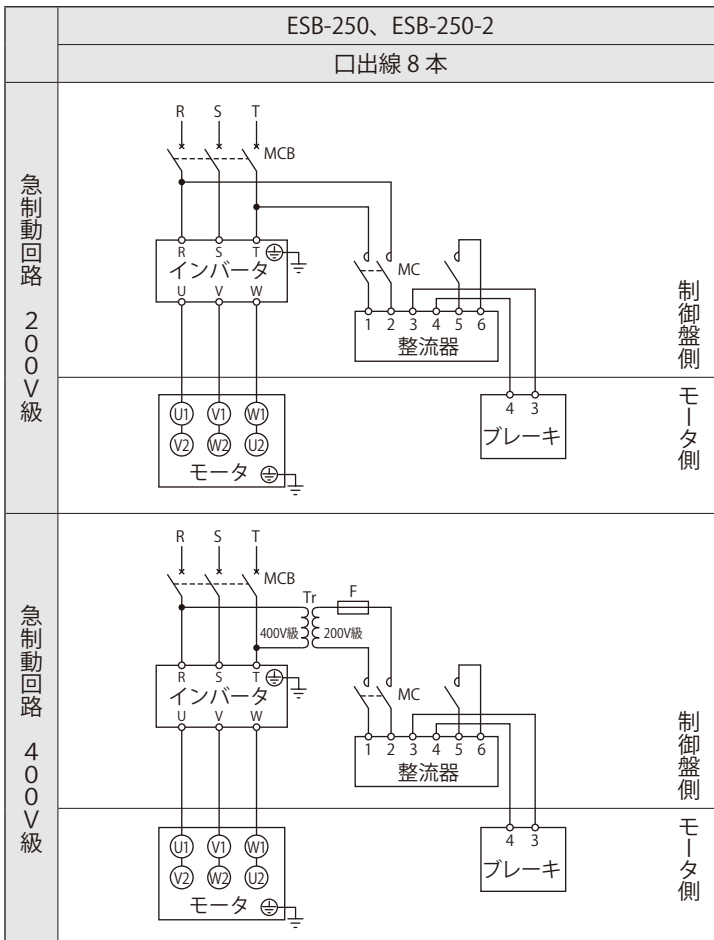 ESB-250、ESB-250-2
口出線 8 本
急制動回路 200V級
R S T
MCB
R S T
インバータ
U V W
MC
1 2 3 4 5 6
整流器
制御盤側
モータ側
U1 V1 W1
V2 W2 U2
モータ
4 3
ブレーキ
急制動回路 400V級
R S T
MCB
Tr F
400V級 200V級
R S T
インバータ
U V W
MC
1 2 3 4 5 6
整流器
制御盤側
モータ側
U1 V1 W1
V2 W2 U2
モータ
4 3
ブレーキ